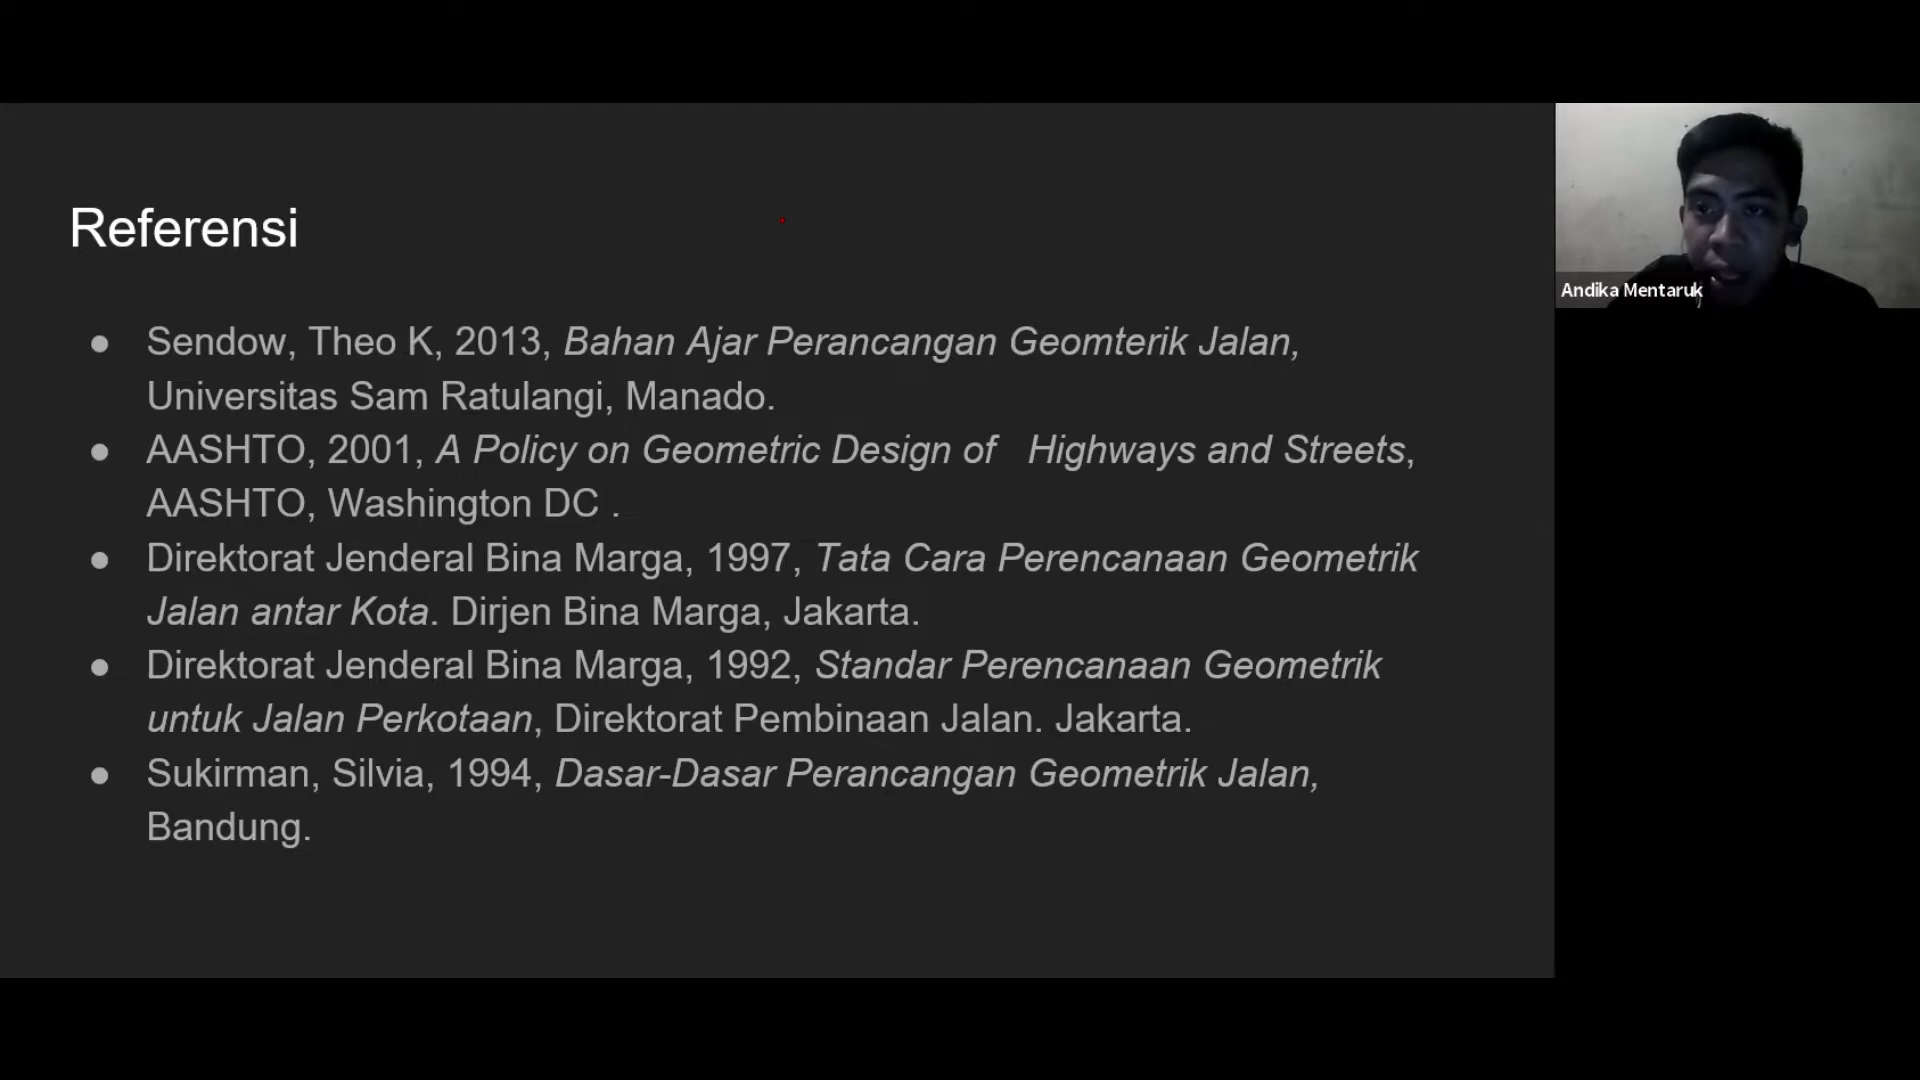 Referensi
● Sendow, Theo K, 2013, Bahan Ajar Perancangan Geomterik Jalan,
Universitas Sam Ratulangi, Manado.
● AASHTO, 2001, A Policy on Geometric Design of   Highways and Streets,
AASHTO, Washington DC .
● Direktorat Jenderal Bina Marga, 1997, Tata Cara Perencanaan Geometrik
Jalan antar Kota. Dirjen Bina Marga, Jakarta.
● Direktorat Jenderal Bina Marga, 1992, Standar Perencanaan Geometrik
untuk Jalan Perkotaan, Direktorat Pembinaan Jalan. Jakarta.
● Sukirman, Silvia, 1994, Dasar-Dasar Perancangan Geometrik Jalan,
Bandung.
Andika Mentaruk